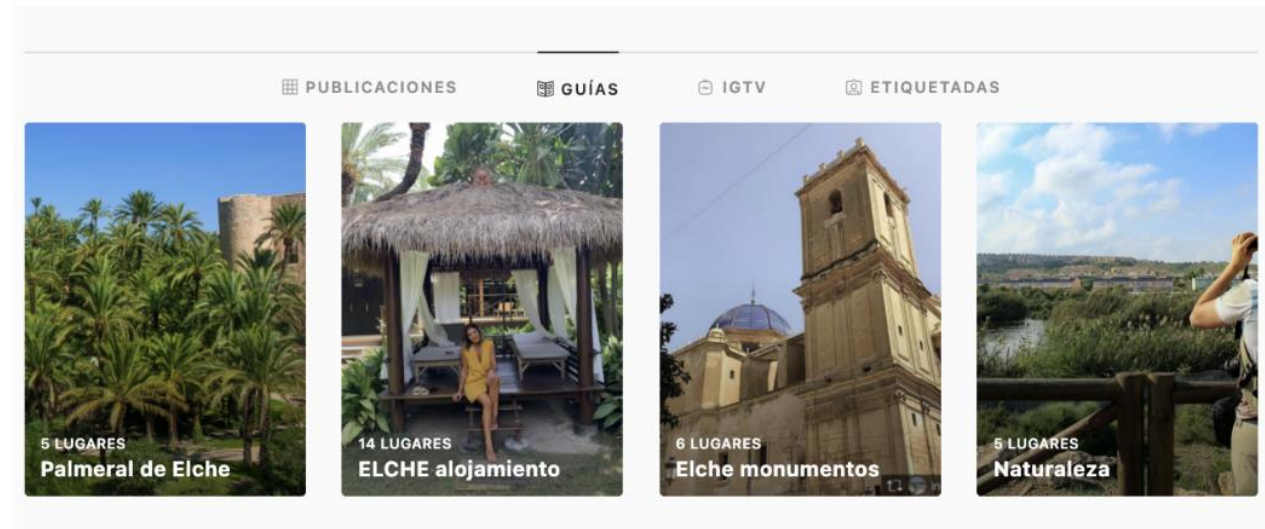 PUBLICACIONES
GUÍAS
IGTV
ETIQUETADAS
5 LUGARES
Palmeral de Elche
14 LUGARES
ELCHE alojamiento
6 LUGARES
Elche monumentos
5 LUGARES
Naturaleza